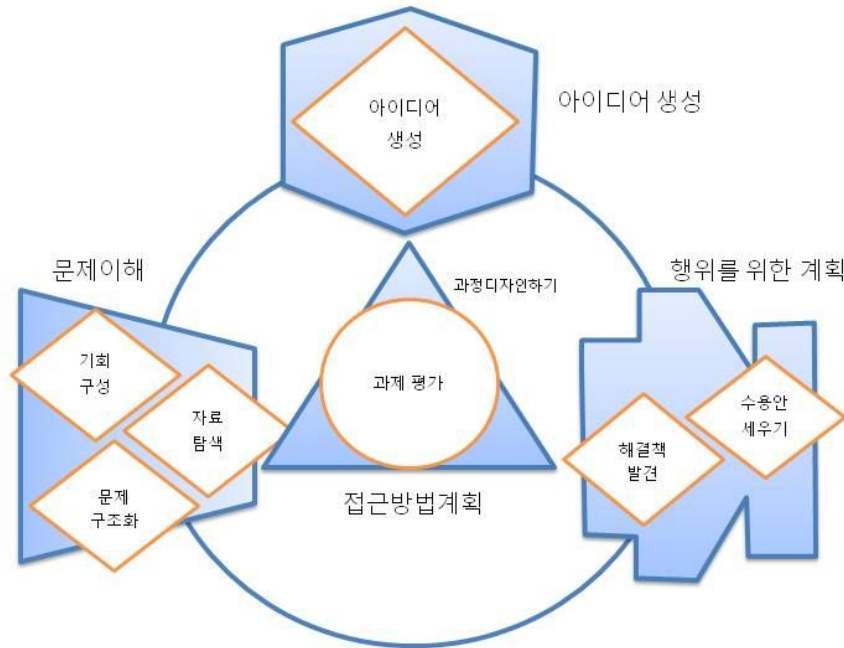 아이디어
생성
아이디어 생성
문제이해
과정디자인하기
행위를 위한 계획
기회
구성
자료
탐색
문제
구조화
과제 평가
수용안
세우기
해결책
발견
접근방법계획